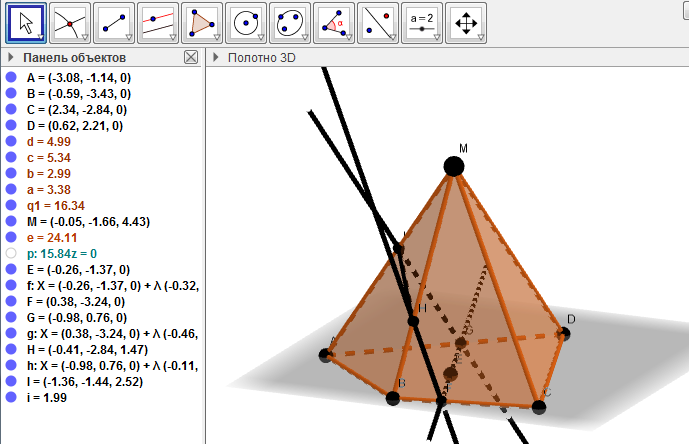 α
a = 2
Панель объектов
Полотно 3D
A = (-3.08, -1.14, 0)
B = (-0.59, -3.43, 0)
C = (2.34, -2.84, 0)
D = (0.62, 2.21, 0)
d = 4.99
c = 5.34
b = 2.99
a = 3.38
q1 = 16.34
M = (-0.05, -1.66, 4.43)
e = 24.11
p: 15.84z = 0
E = (-0.26, -1.37, 0)
f: X = (-0.26, -1.37, 0) + λ (-0.32,
F = (0.38, -3.24, 0)
G = (-0.98, 0.76, 0)
g: X = (0.38, -3.24, 0) + λ (-0.46,
H = (-0.41, -2.84, 1.47)
h: X = (-0.98, 0.76, 0) + λ (-0.11,
I = (-1.36, -1.44, 2.52)
i = 1.99
M
H
D
G
E
A
B
C